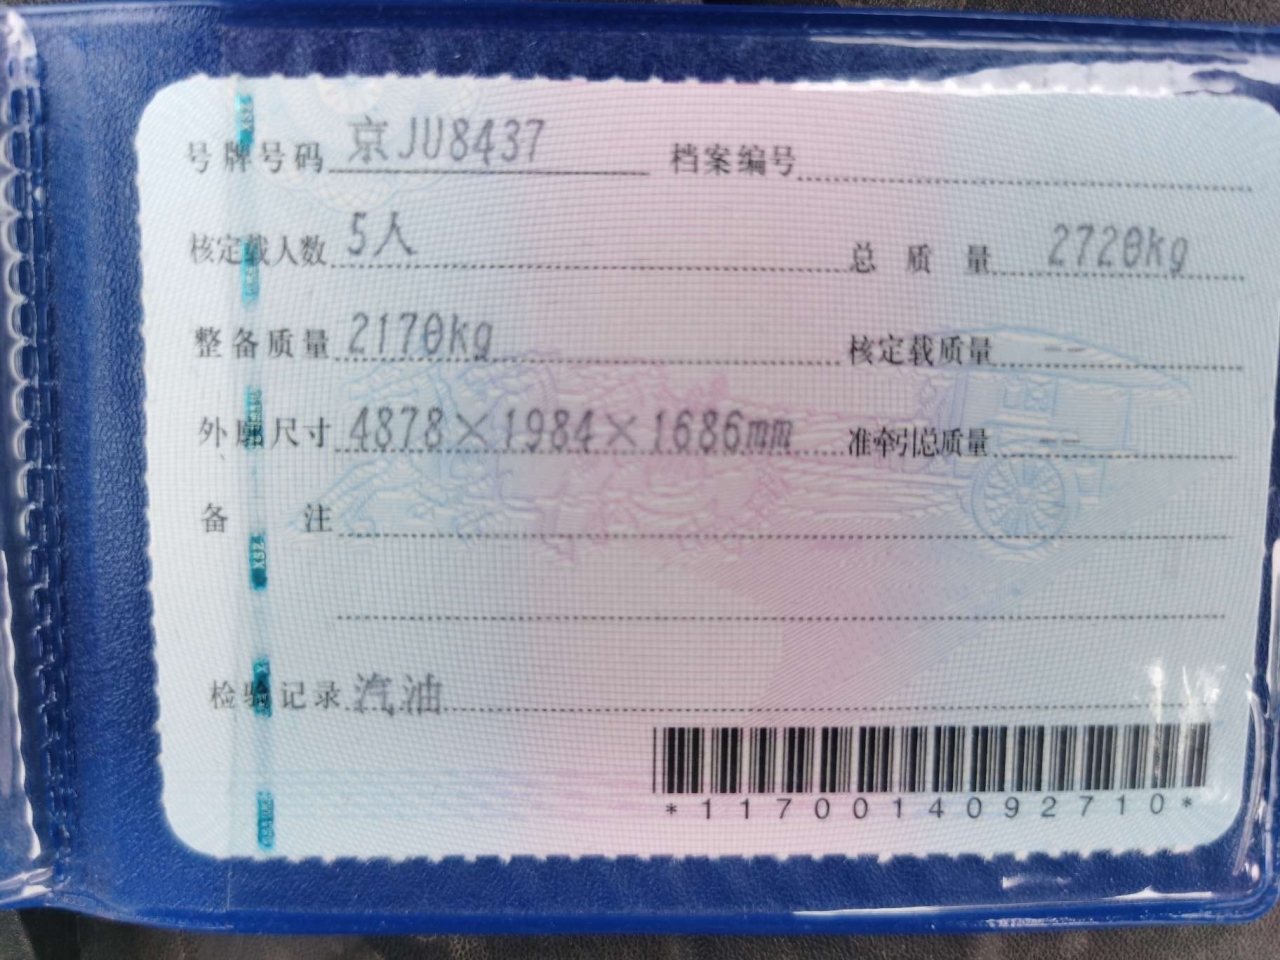 号牌号码 京JU8437 档案编号
核定载人数 5人 总质量 2720kg
整备质量 2170kg 核定载质量 --
外廓尺寸 4878×1984×1686mm 准牵引总质量 --
备注
检验记录 汽油
*1170014092710*